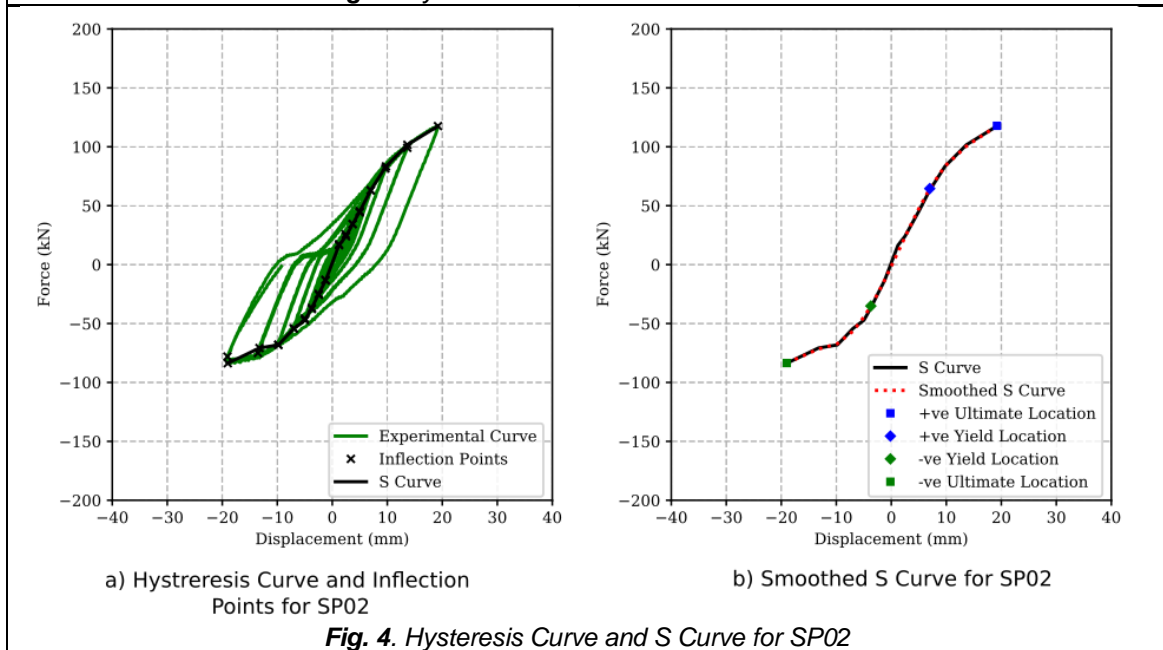 200
150
100
50
0
−50
−100
−150
−200
Force (kN)
−40 −30 −20 −10 0 10 20 30 40
Displacement (mm)
Experimental Curve
Inflection Points
S Curve
a) Hystreresis Curve and Inflection
Points for SP02
200
150
100
50
0
−50
−100
−150
−200
Force (kN)
−40 −30 −20 −10 0 10 20 30 40
Displacement (mm)
S Curve
Smoothed S Curve
+ve Ultimate Location
+ve Yield Location
-ve Yield Location
-ve Ultimate Location
b) Smoothed S Curve for SP02
Fig. 4. Hysteresis Curve and S Curve for SP02